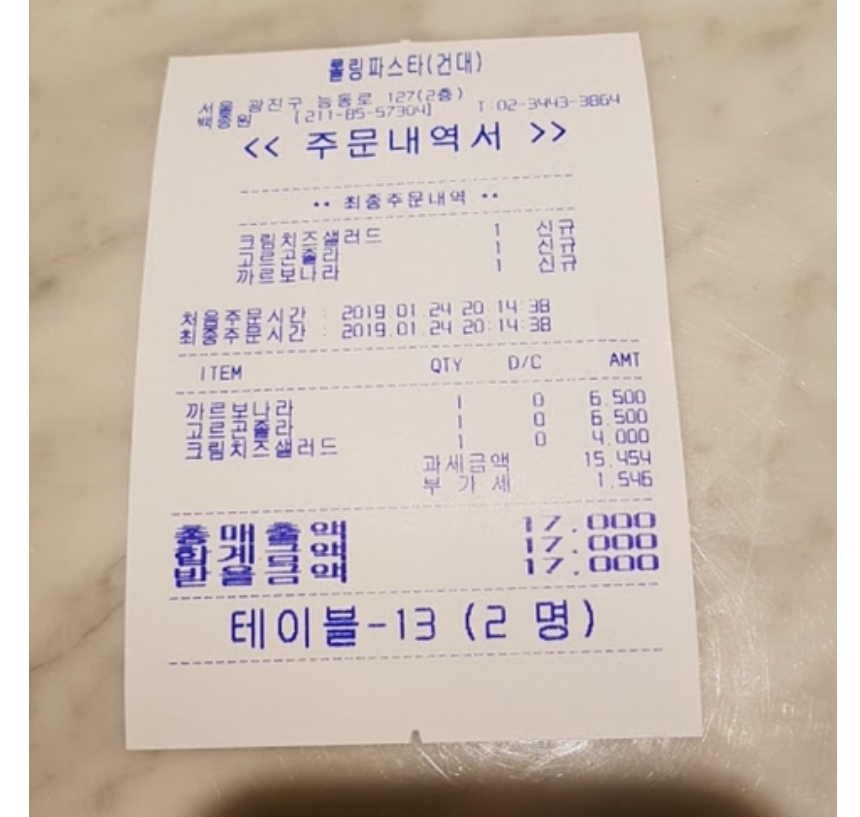 롤링파스타(건대)
서울 광진구 능동로 127(2층)
백종원 [211-85-57304] T:02-3443-3864
<< 주문내역서 >>
** 최종주문내역 **
크림치즈샐러드 1 신규
고르곤졸라 1 신규
까르보나라 1 신규
처음주문시간 : 2019.01.24 20:14:38
최종주문시간 : 2019.01.24 20:14:38
ITEM QTY D/C AMT
까르보나라 1 0 6,500
고르곤졸라 1 0 6,500
크림치즈샐러드 1 0 4,000
과세금액 15,454
부 가 세 1,546
총매출액 17,000
합계금액 17,000
받을금액 17,000
테이블-13 (2 명)